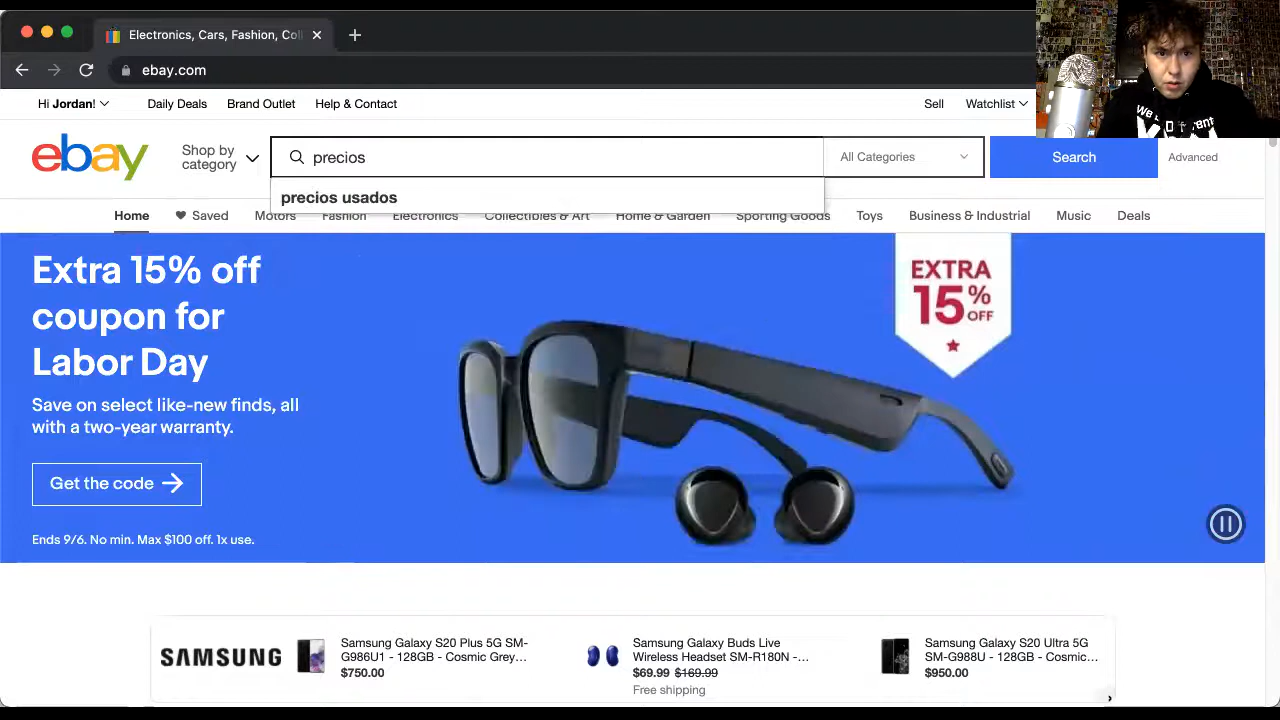 Electronics, Cars, Fashion, Coll
ebay.com
Hi Jordan!
Daily Deals
Brand Outlet
Help & Contact
Sell
Watchlist
ebay
Shop by
category
precios
All Categories
Search
Advanced
precios usados
Home
Saved
Motors
Fashion
Electronics
Collectibles & Art
Home & Garden
Sporting Goods
Toys
Business & Industrial
Music
Deals
Extra 15% off
coupon for
Labor Day
Save on select like-new finds, all
with a two-year warranty.
Get the code
Ends 9/6. No min. Max $100 off. 1x use.
EXTRA
15%
OFF
SAMSUNG
Samsung Galaxy S20 Plus 5G SM-
G986U1 - 128GB - Cosmic Grey...
$750.00
Samsung Galaxy Buds Live
Wireless Headset SM-R180N -...
$69.99 $169.99
Free shipping
Samsung Galaxy S20 Ultra 5G
SM-G988U - 128GB - Cosmic...
$950.00